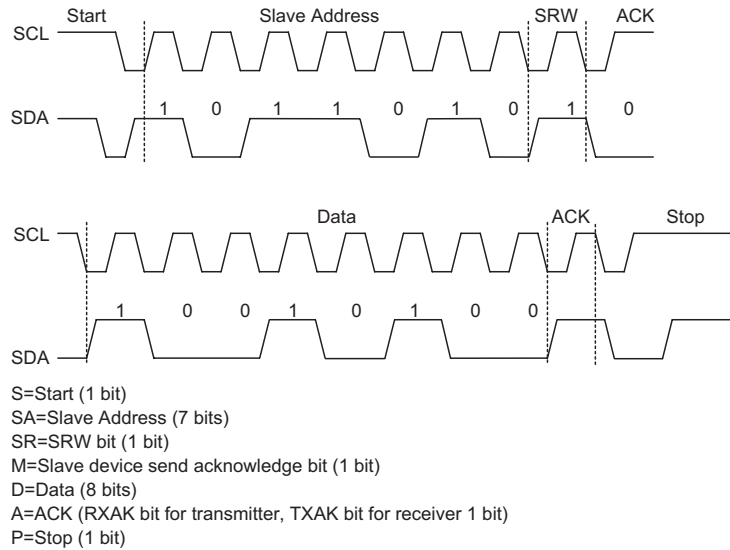 Start Slave Address SRW ACK
SCL
1 0 1 1 0 1 0 1 0
SDA
Data ACK Stop
SCL
1 0 0 1 0 1 0 0
SDA
S=Start (1 bit)
SA=Slave Address (7 bits)
SR=SRW bit (1 bit)
M=Slave device send acknowledge bit (1 bit)
D=Data (8 bits)
A=ACK (RXAK bit for transmitter, TXAK bit for receiver 1 bit)
P=Stop (1 bit)